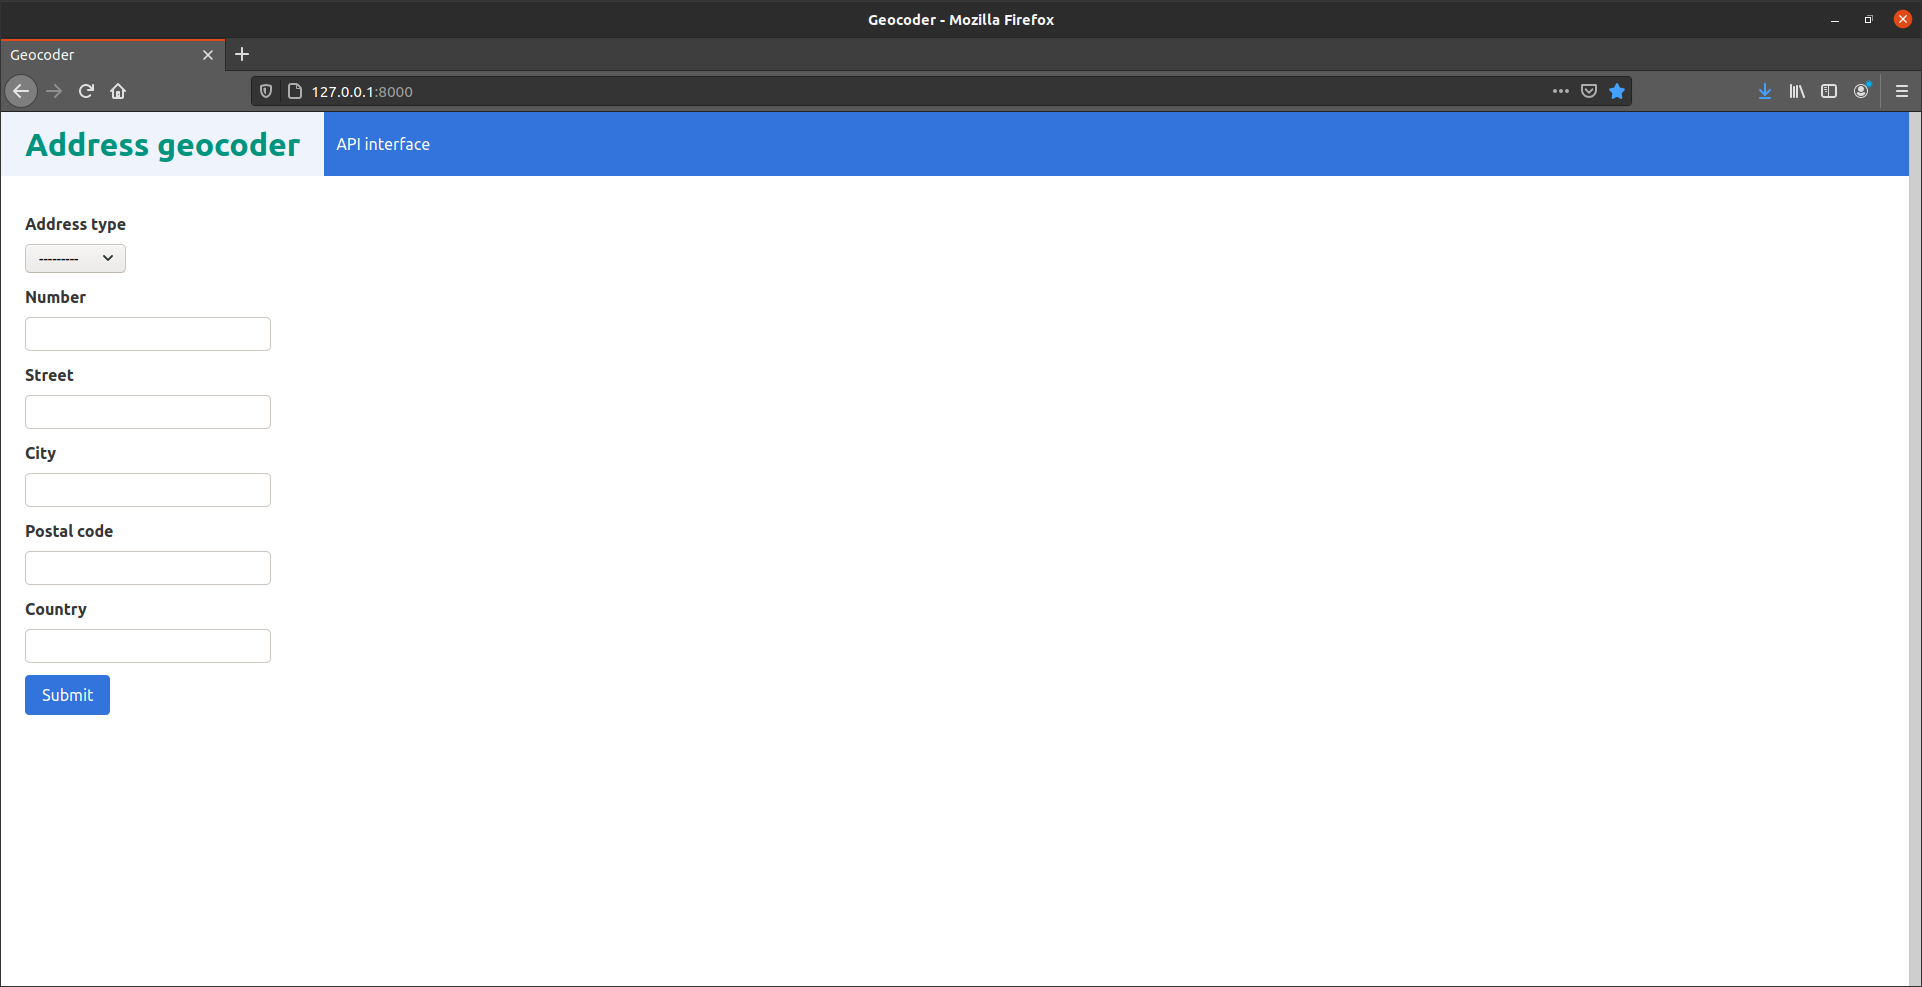 Geocoder - Mozilla Firefox
Geocoder
127.0.0.1:8000
Address geocoder
API interface
Address type
---------
Number
Street
City
Postal code
Country
Submit